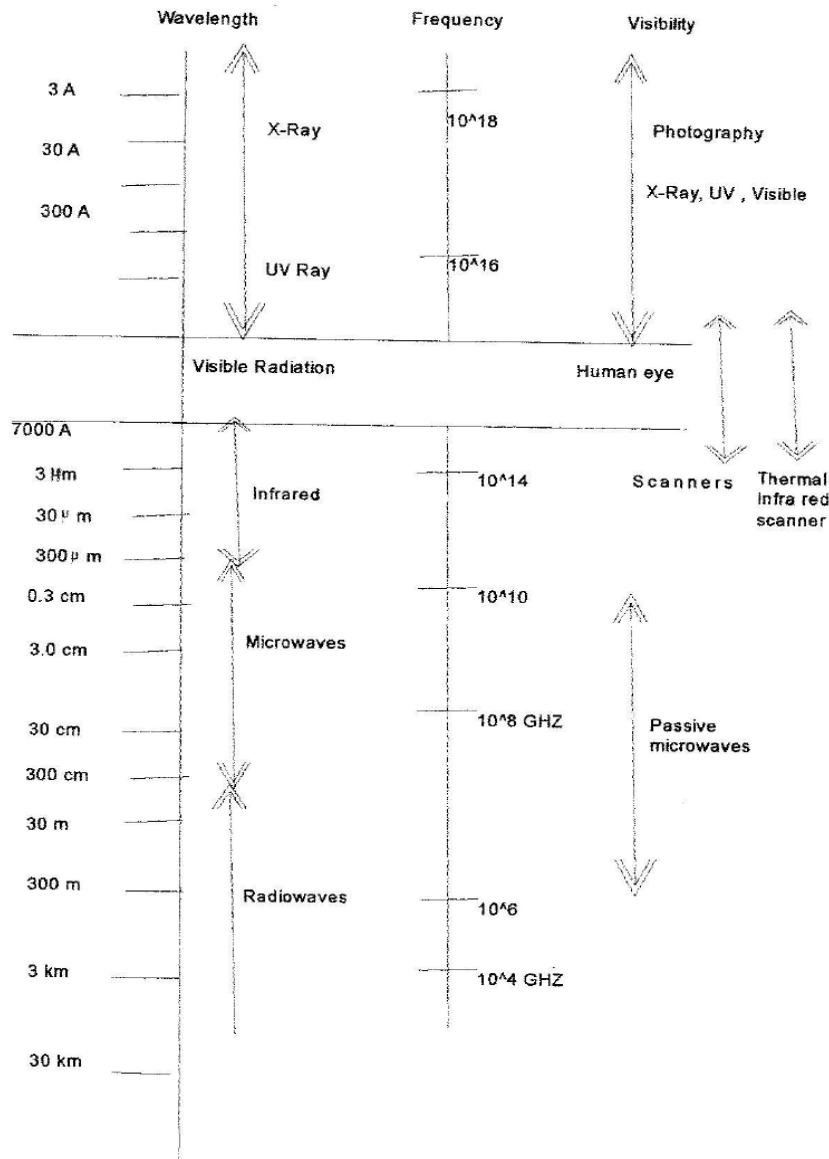 Wavelength
Frequency
Visibility
3 A
X-Ray
10^18
Photography
30 A
X-Ray, UV , Visible
300 A
UV Ray
10^16
Visible Radiation
Human eye
7000 A
3 μm
Infrared
10^14
Scanners
Thermal
infra red
scanner
30 μ m
300 μ m
0.3 cm
10^10
Microwaves
3.0 cm
30 cm
10^8 GHZ
Passive
microwaves
300 cm
30 m
300 m
Radiowaves
10^6
3 km
10^4 GHZ
30 km